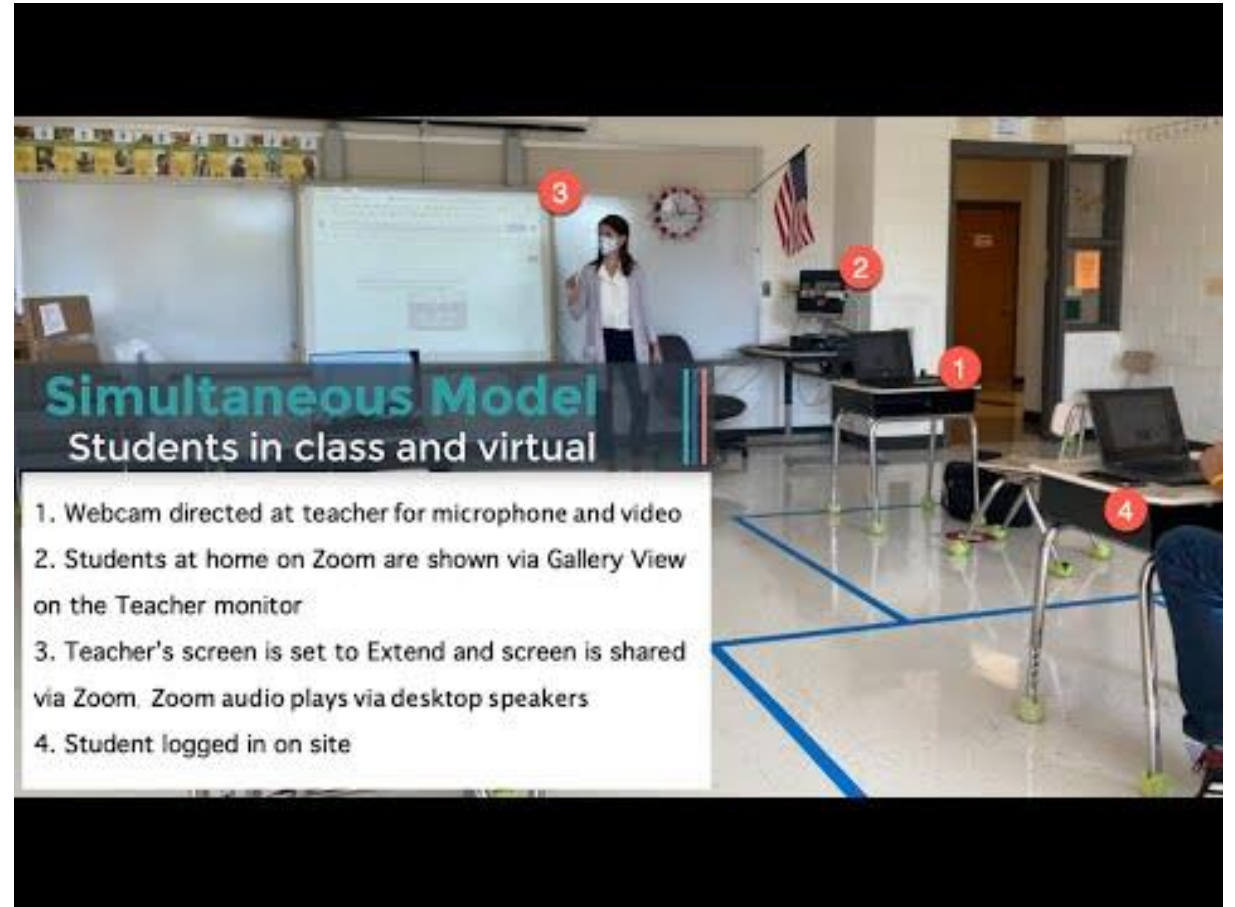 3
2
1
4
Simultaneous Model
Students in class and virtual
1. Webcam directed at teacher for microphone and video
2. Students at home on Zoom are shown via Gallery View
on the Teacher monitor
3. Teacher's screen is set to Extend and screen is shared
via Zoom. Zoom audio plays via desktop speakers
4. Student logged in on site